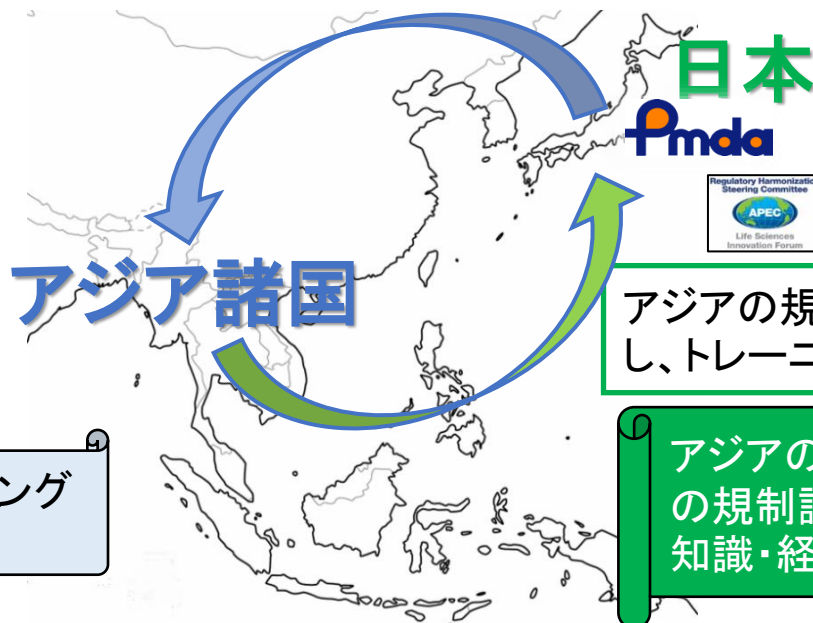 日本
Pmda
Regulatory Harmonizatio
Steering Committee
APEC
Life Sciences
Innovation Forum
アジア諸国
アジアの規
し、トレーニ
ング
アジアの
の規制
知識・経